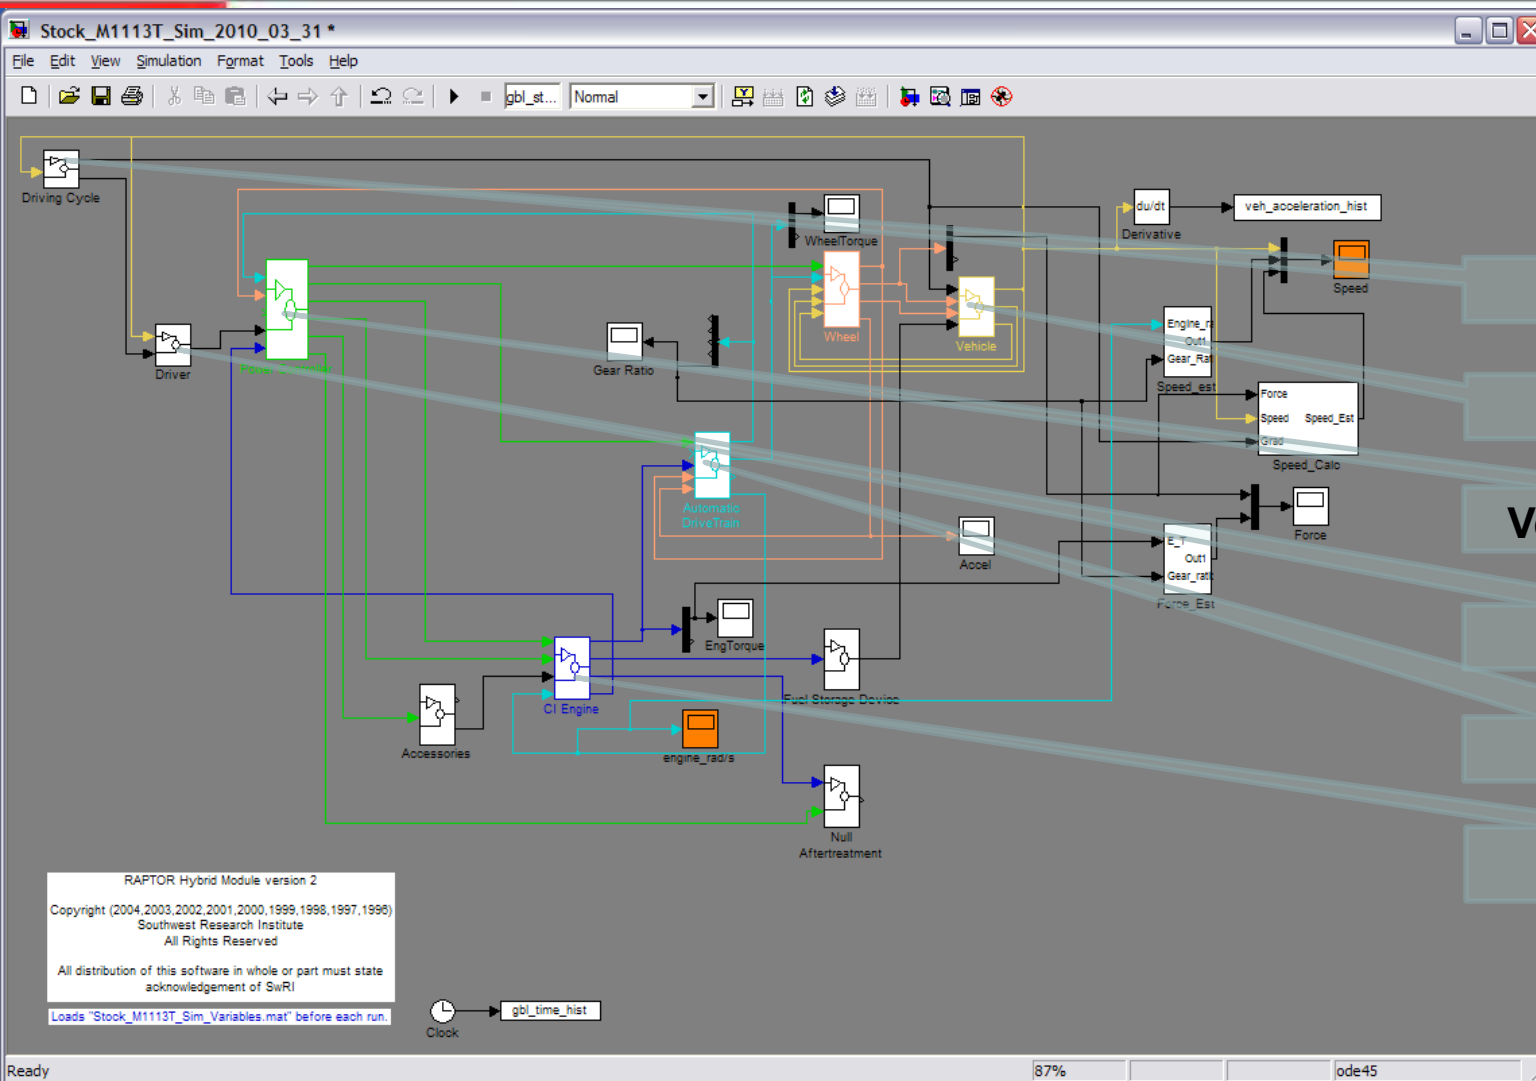 Stock_M1113T_Sim_2010_03_31 *
File Edit View Simulation Format Tools Help
gbl_st... Normal
Driving Cycle
WheelTorque
du/dt
Derivative
veh_acceleration_hist
Speed
Driver
Gear Ratio
Wheel
Vehicle
Engine_ra
Out1
Gear_Rat
Speed_est
Force
Speed Speed_Est
Grad
Speed_Calc
Automatic
DriveTrain
Accel
E_T
Out1
Gear_ratio
Force_Est
Force
V
EngTorque
CI Engine
Fuel Storage Device
Accessories
engine_rad/s
Null
Aftertreatment
RAPTOR Hybrid Module version 2
Copyright (2004,2003,2002,2001,2000,1999,1998,1997,1996)
Southwest Research Institute
All Rights Reserved
All distribution of this software in whole or part must state
acknowledgement of SwRI
Loads "Stock_M1113T_Sim_Variables.mat" before each run.
Clock
gbl_time_hist
Ready 87% ode45